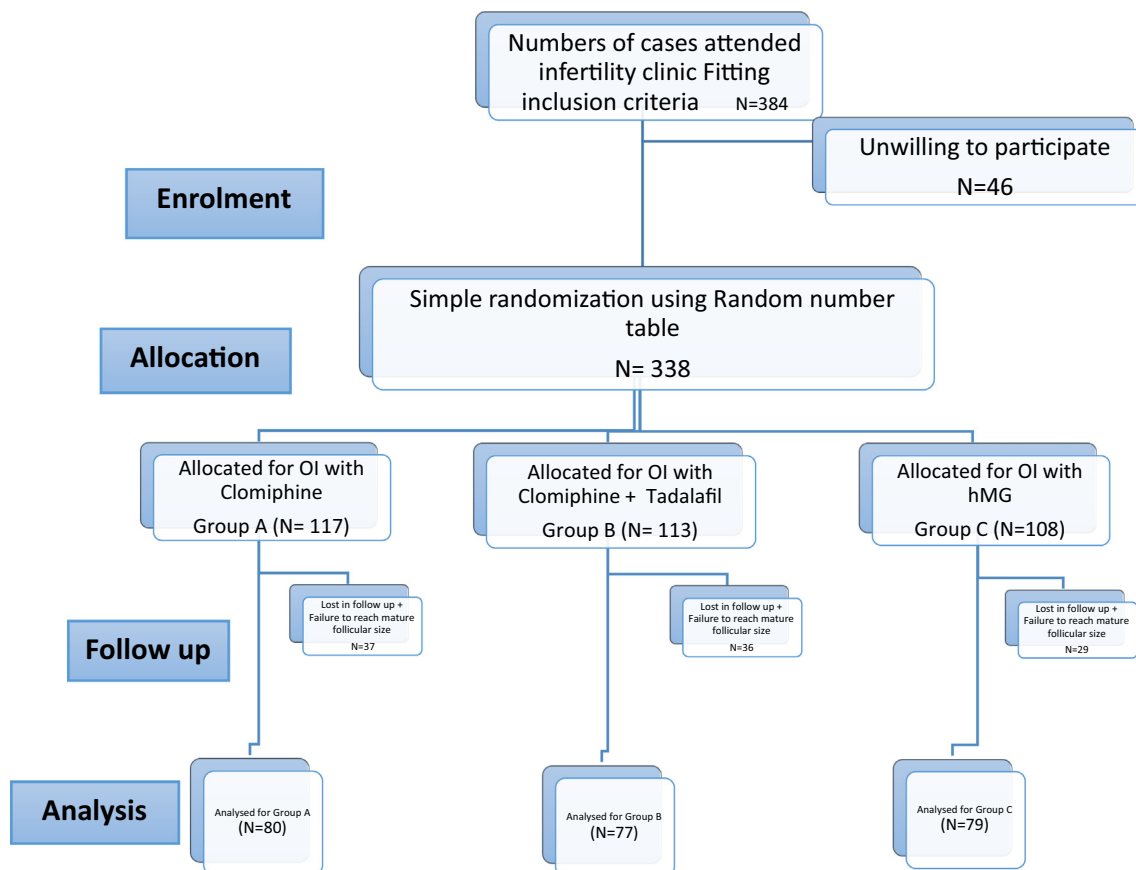 Numbers of cases attended
infertility clinic Fitting
inclusion criteria N=384
Unwilling to participate
N=46
Enrolment
Simple randomization using Random number
table
N= 338
Allocation
Allocated for OI with
Clomiphine
Group A (N= 117)
Allocated for OI with
Clomiphine + Tadalafil
Group B (N= 113)
Allocated for OI with
hMG
Group C (N=108)
Follow up
Lost in follow up +
Failure to reach mature
follicular size
N=37
Lost in follow up +
Failure to reach mature
follicular size
N=36
Lost in follow up +
Failure to reach mature
follicular size
N=29
Analysis
Analysed for Group A
(N=80)
Analysed for Group B
(N=77)
Analysed for Group C
(N=79)